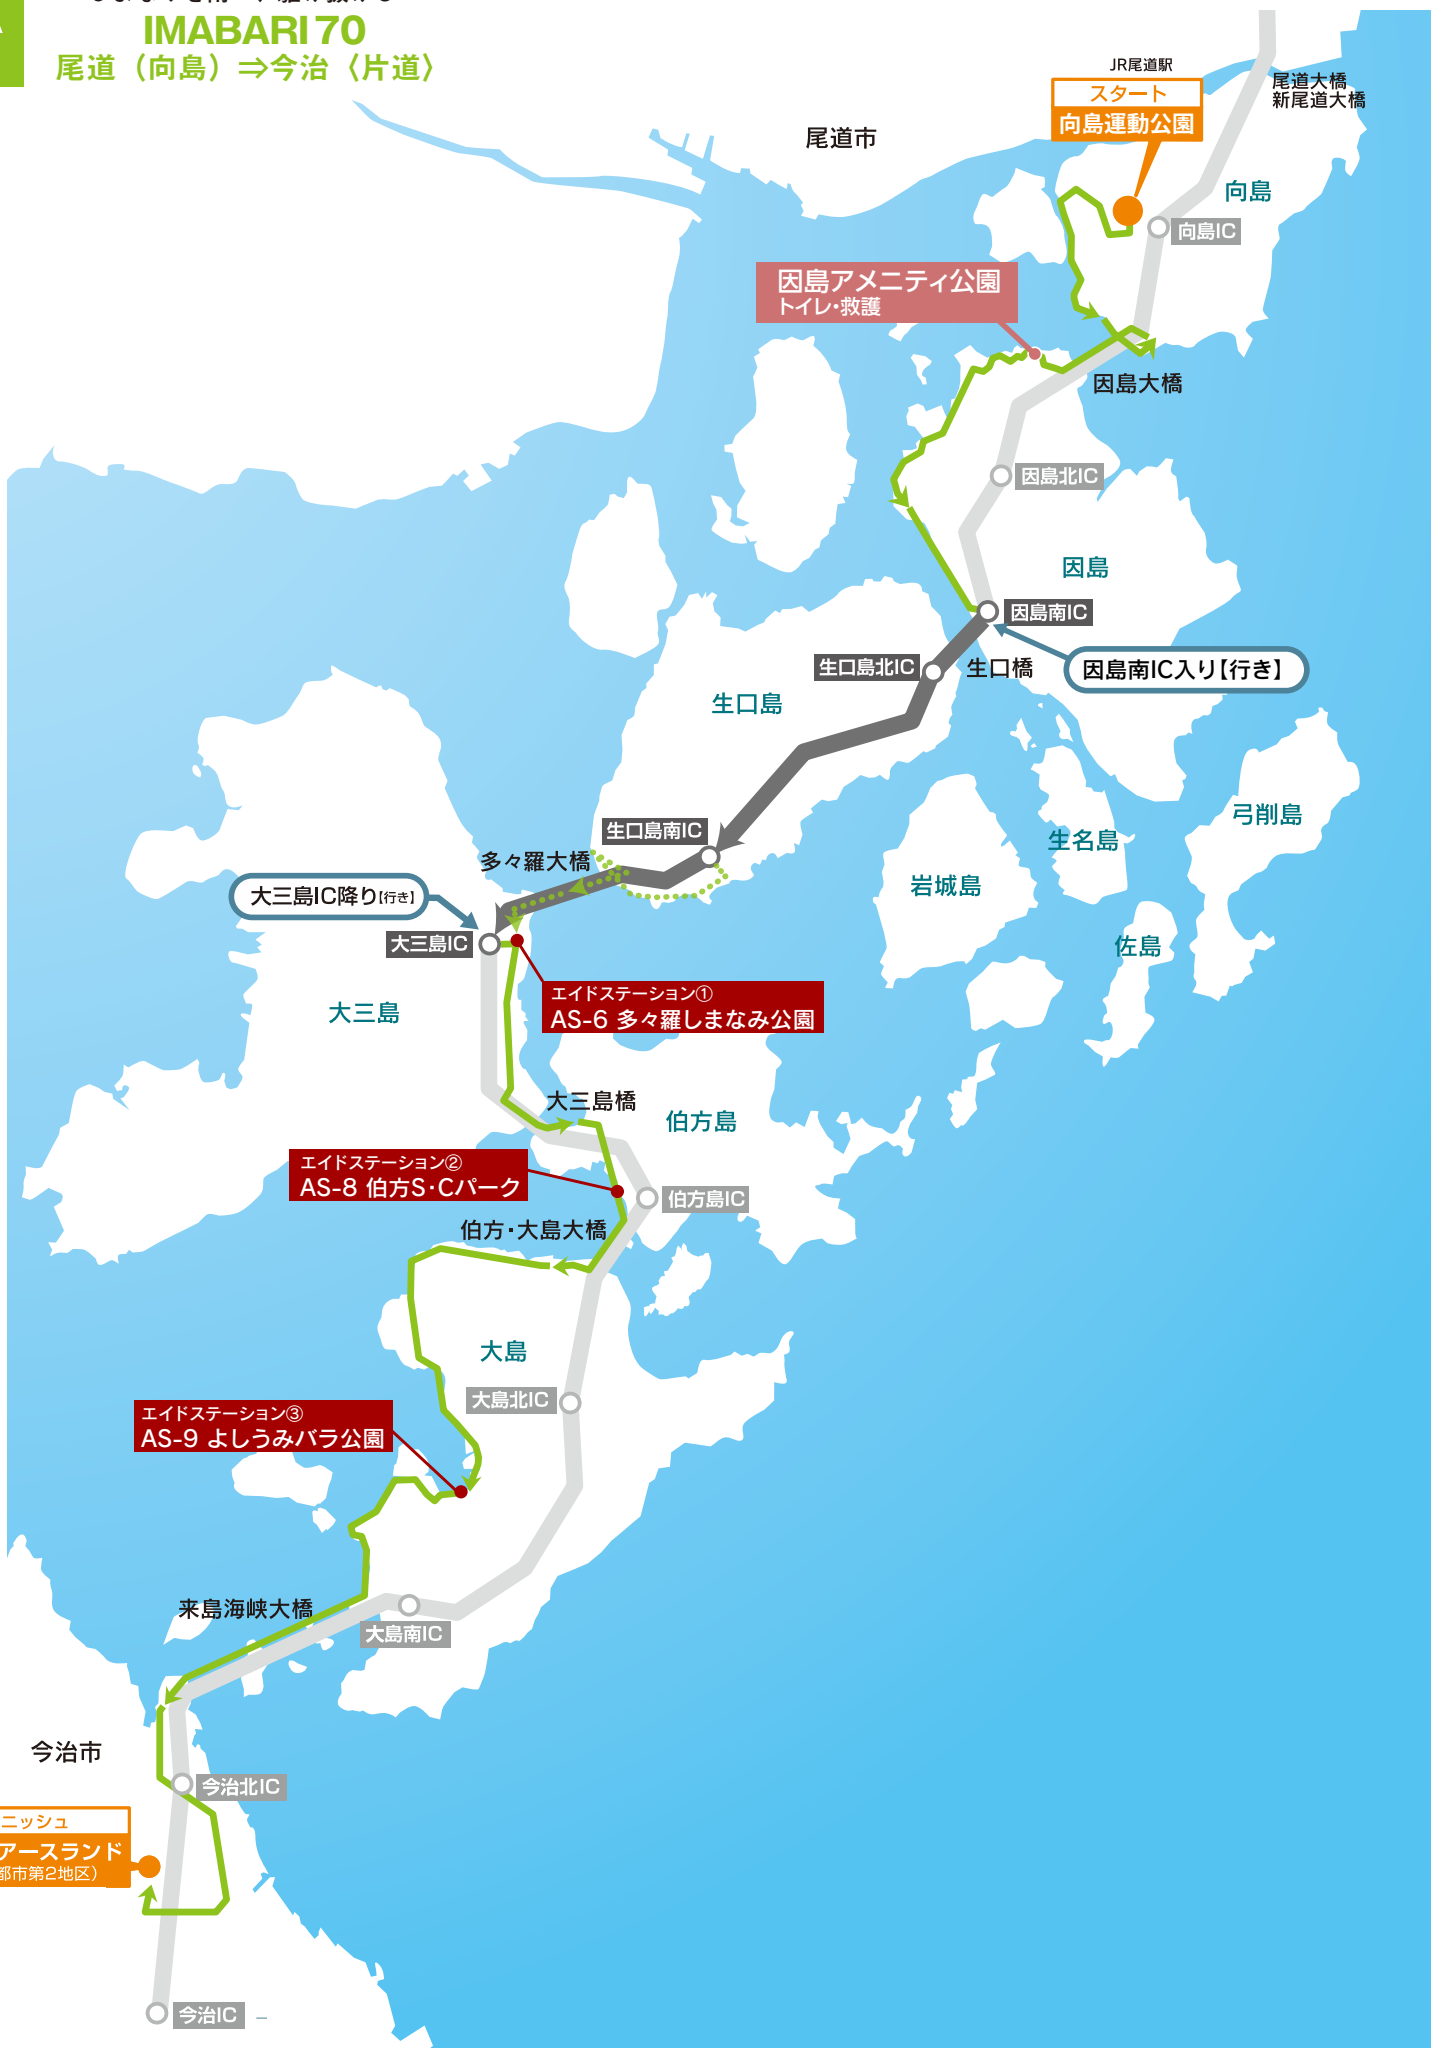 IMABARI 70
尾道（向島）⇒今治〈片道〉
JR尾道駅
スタート
向島運動公園
尾道大橋
新尾道大橋
尾道市
向島
向島IC
因島アメニティ公園
トイレ・救護
因島大橋
因島北IC
因島
因島南IC
生口島北IC
生口橋
因島南IC入り【行き】
生口島
弓削島
生口島南IC
生名島
多々羅大橋
岩城島
大三島IC降り【行き】
大三島IC
佐島
エイドステーション①
AS-6 多々羅しまなみ公園
大三島
大三島橋
伯方島
エイドステーション②
AS-8 伯方S・Cパーク
伯方島IC
伯方・大島大橋
大島
大島北IC
エイドステーション③
AS-9 よしうみバラ公園
来島海峡大橋
大島南IC
今治市
今治北IC
ニッシュ
アースランド
都市第2地区）
今治IC